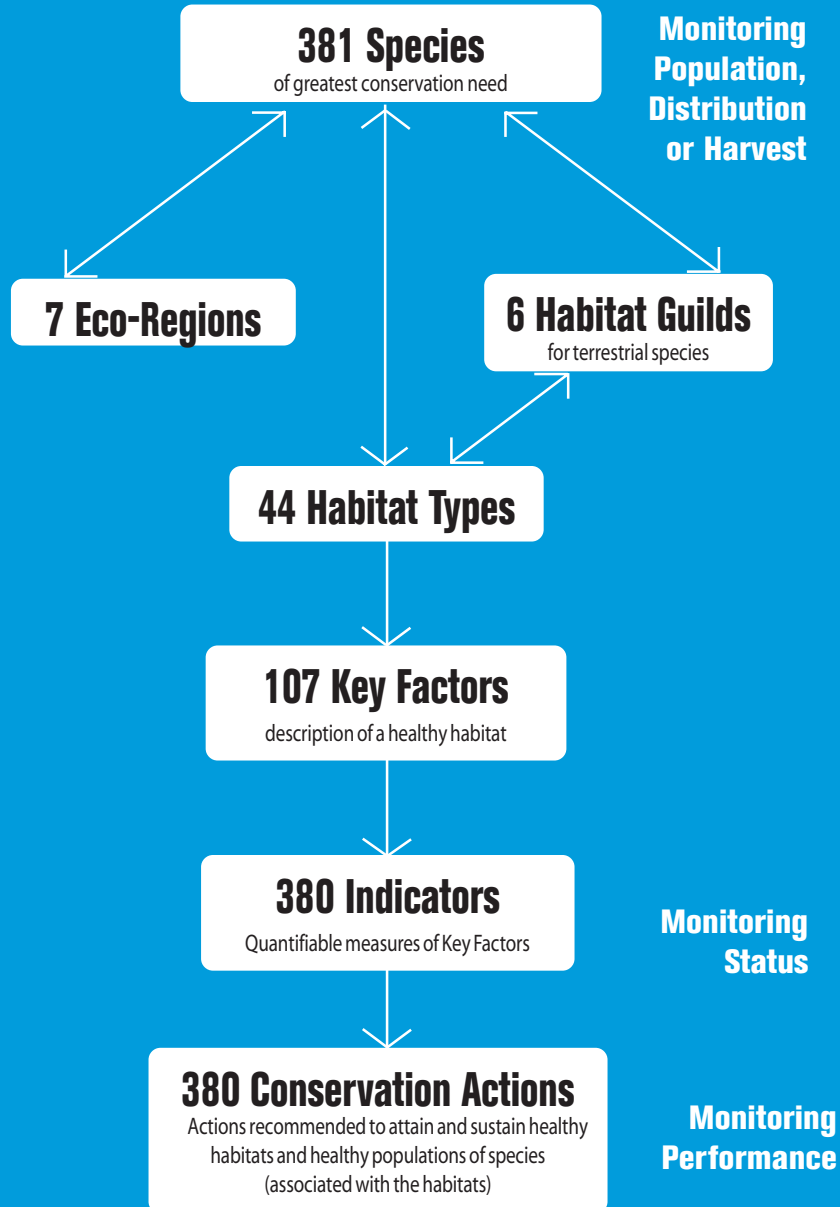 381 Species
of greatest conservation need
Monitoring
Population,
Distribution
or Harvest
7 Eco-Regions
6 Habitat Guilds
for terrestrial species
44 Habitat Types
107 Key Factors
description of a healthy habitat
380 Indicators
Quantifiable measures of Key Factors
Monitoring
Status
380 Conservation Actions
Actions recommended to attain and sustain healthy
habitats and healthy populations of species
(associated with the habitats)
Monitoring
Performance